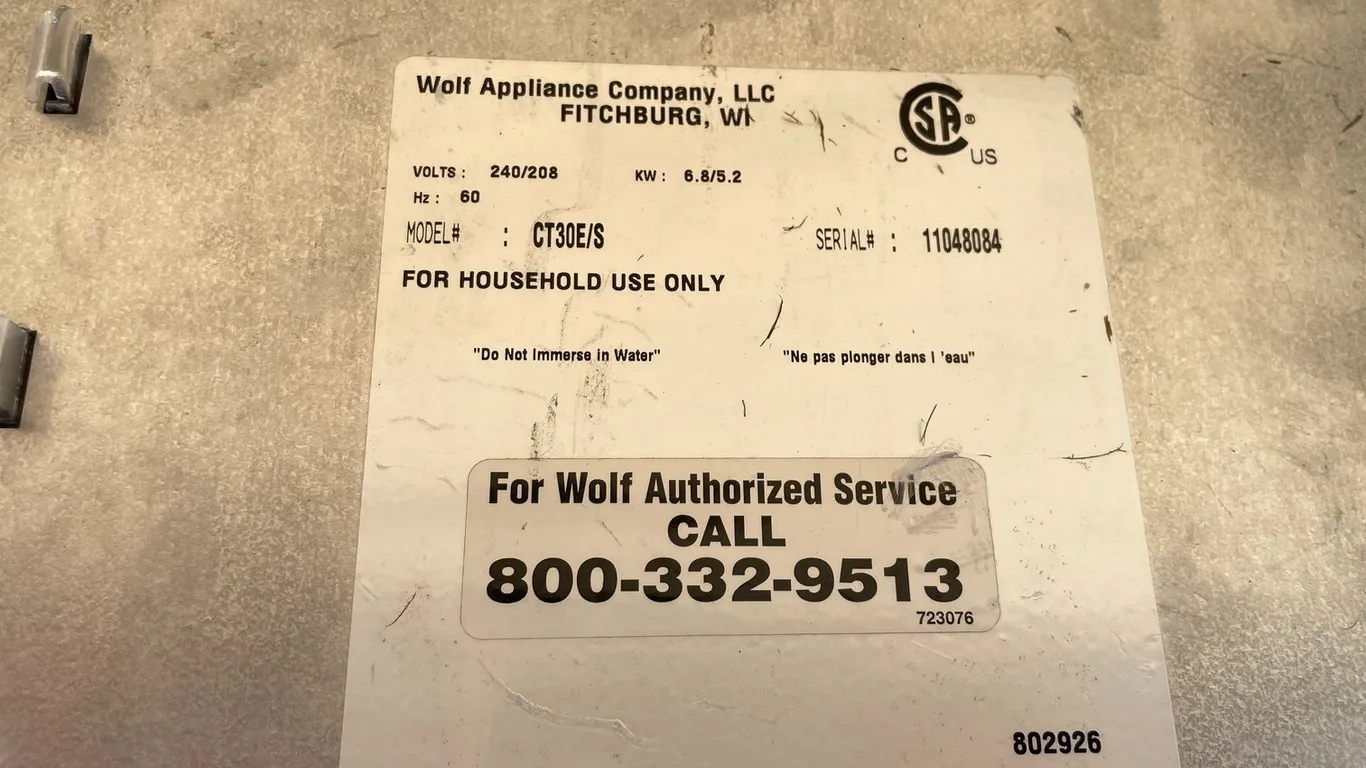 Wolf Appliance Company, LLC
FITCHBURG, WI
CSA®
C US
VOLTS : 240/208 KW : 6.8/5.2
Hz : 60
MODEL# : CT30E/S SERIAL# : 11048084
FOR HOUSEHOLD USE ONLY
"Do Not Immerse in Water" "Ne pas plonger dans l 'eau"
For Wolf Authorized Service
CALL
800-332-9513
723076
802926